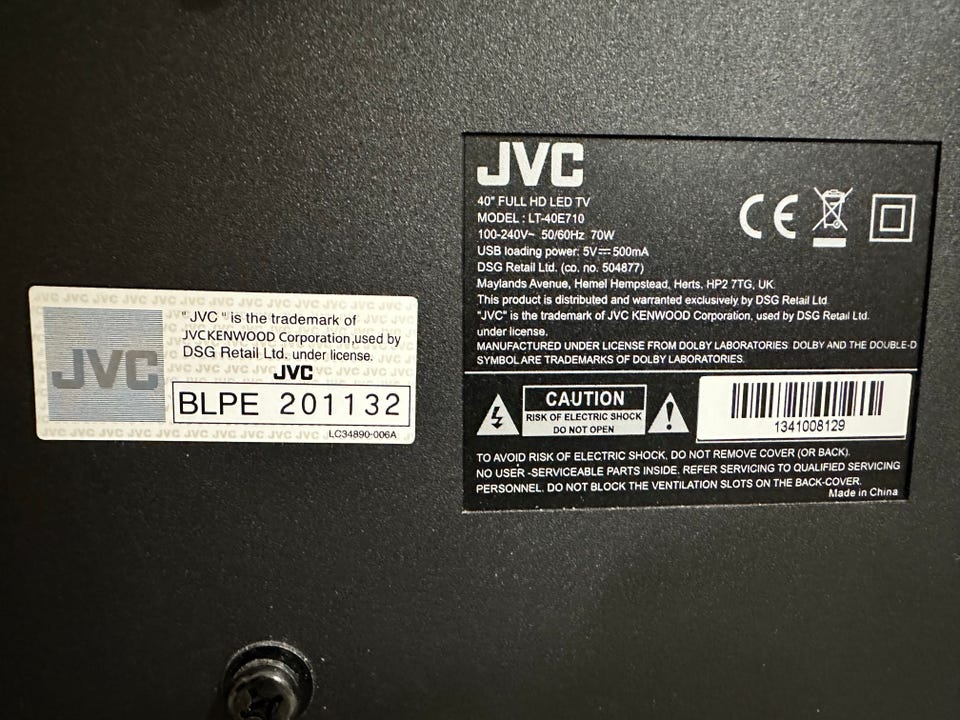 JVC
"JVC" is the trademark of
JVCKENWOOD Corporation,used by
DSG Retail Ltd. under license.
JVC
BLPE 201132
LC34890-006A
JVC
40" FULL HD LED TV
MODEL : LT-40E710
100-240V~ 50/60Hz 70W
USB loading power: 5V⎓500mA
DSG Retail Ltd. (co. no. 504877)
Maylands Avenue, Hemel Hempstead, Herts, HP2 7TG, UK.
This product is distributed and warranted exclusively by DSG Retail Ltd.
"JVC" is the trademark of JVC KENWOOD Corporation, used by DSG Retail Ltd.
under license.
MANUFACTURED UNDER LICENSE FROM DOLBY LABORATORIES. DOLBY AND THE DOUBLE-D
SYMBOL ARE TRADEMARKS OF DOLBY LABORATORIES.
CE
CAUTION
RISK OF ELECTRIC SHOCK
DO NOT OPEN
1341008129
TO AVOID RISK OF ELECTRIC SHOCK, DO NOT REMOVE COVER (OR BACK).
NO USER -SERVICEABLE PARTS INSIDE. REFER SERVICING TO QUALIFIED SERVICING
PERSONNEL. DO NOT BLOCK THE VENTILATION SLOTS ON THE BACK-COVER.
Made in China